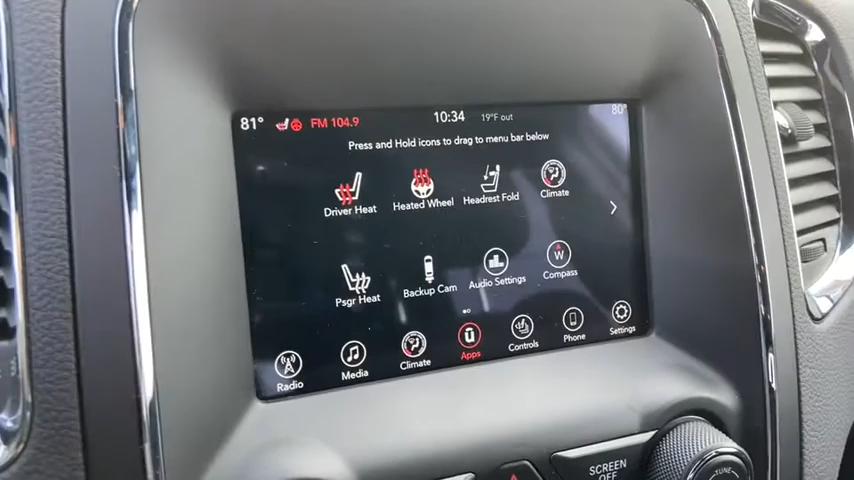 81° FM 104.9 10:34 19°F out 80°
Press and Hold icons to drag to menu bar below
Driver Heat Heated Wheel Headrest Fold Climate
W
Psgr Heat Backup Cam Audio Settings Compass
Radio Media Climate Apps Controls Phone Settings
SCREEN
OFF
TUNE